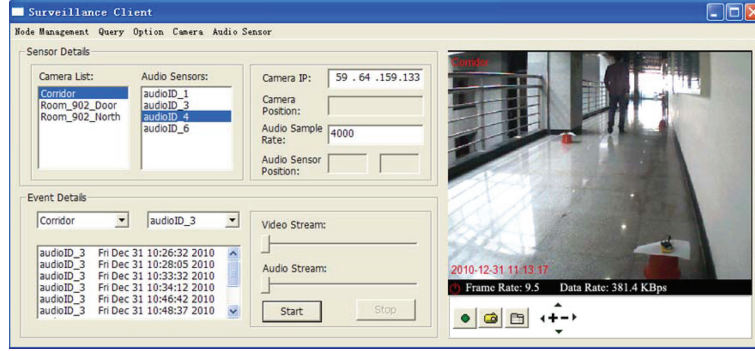 Surveillance Client
Node Management Query Option Camera Audio Sensor
Sensor Details
Camera List:
Corridor
Room_902_Door
Room_902_North
Audio Sensors:
audioID_1
audioID_3
audioID_4
audioID_6
Camera IP: 59 . 64 .159.133
Camera
Position:
Audio Sample
Rate: 4000
Audio Sensor
Position:
Event Details
Corridor audioID_3
audioID_3 Fri Dec 31 10:26:32 2010
audioID_3 Fri Dec 31 10:28:05 2010
audioID_3 Fri Dec 31 10:33:32 2010
audioID_3 Fri Dec 31 10:34:12 2010
audioID_3 Fri Dec 31 10:46:42 2010
audioID_3 Fri Dec 31 10:48:37 2010
Video Stream:
Audio Stream:
Start Stop
Corridor
2010-12-31 11:13:17
Frame Rate: 9.5 Data Rate: 381.4 KBps